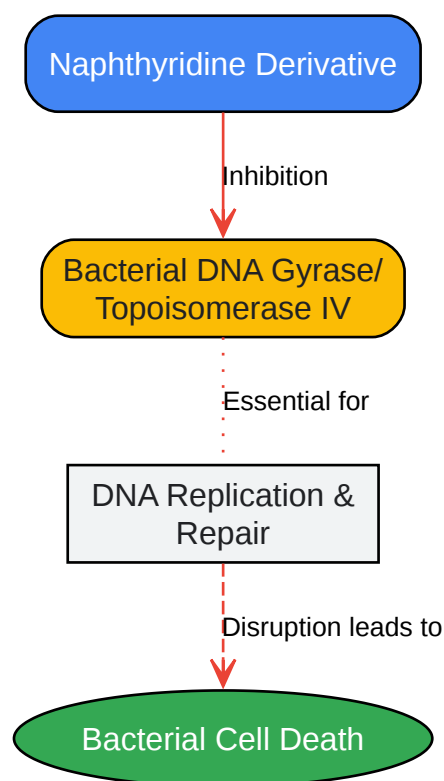 Naphthyridine Derivative
Inhibition
Bacterial DNA Gyrase/
Topoisomerase IV
Essential for
DNA Replication &
Repair
Disruption leads to
Bacterial Cell Death